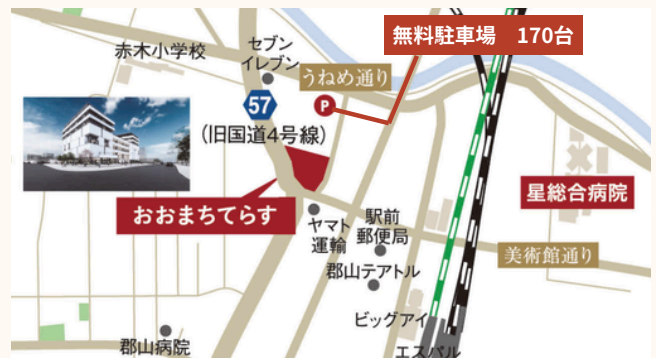 無料駐車場　170台
赤木小学校
セブン
イレブン
うねめ通り
P
57
(旧国道4号線)
星総合病院
おおまちてらす
ヤマト
運輸
駅前
郵便局
美術館通り
郡山テアトル
ビッグアイ
郡山病院
エスパル